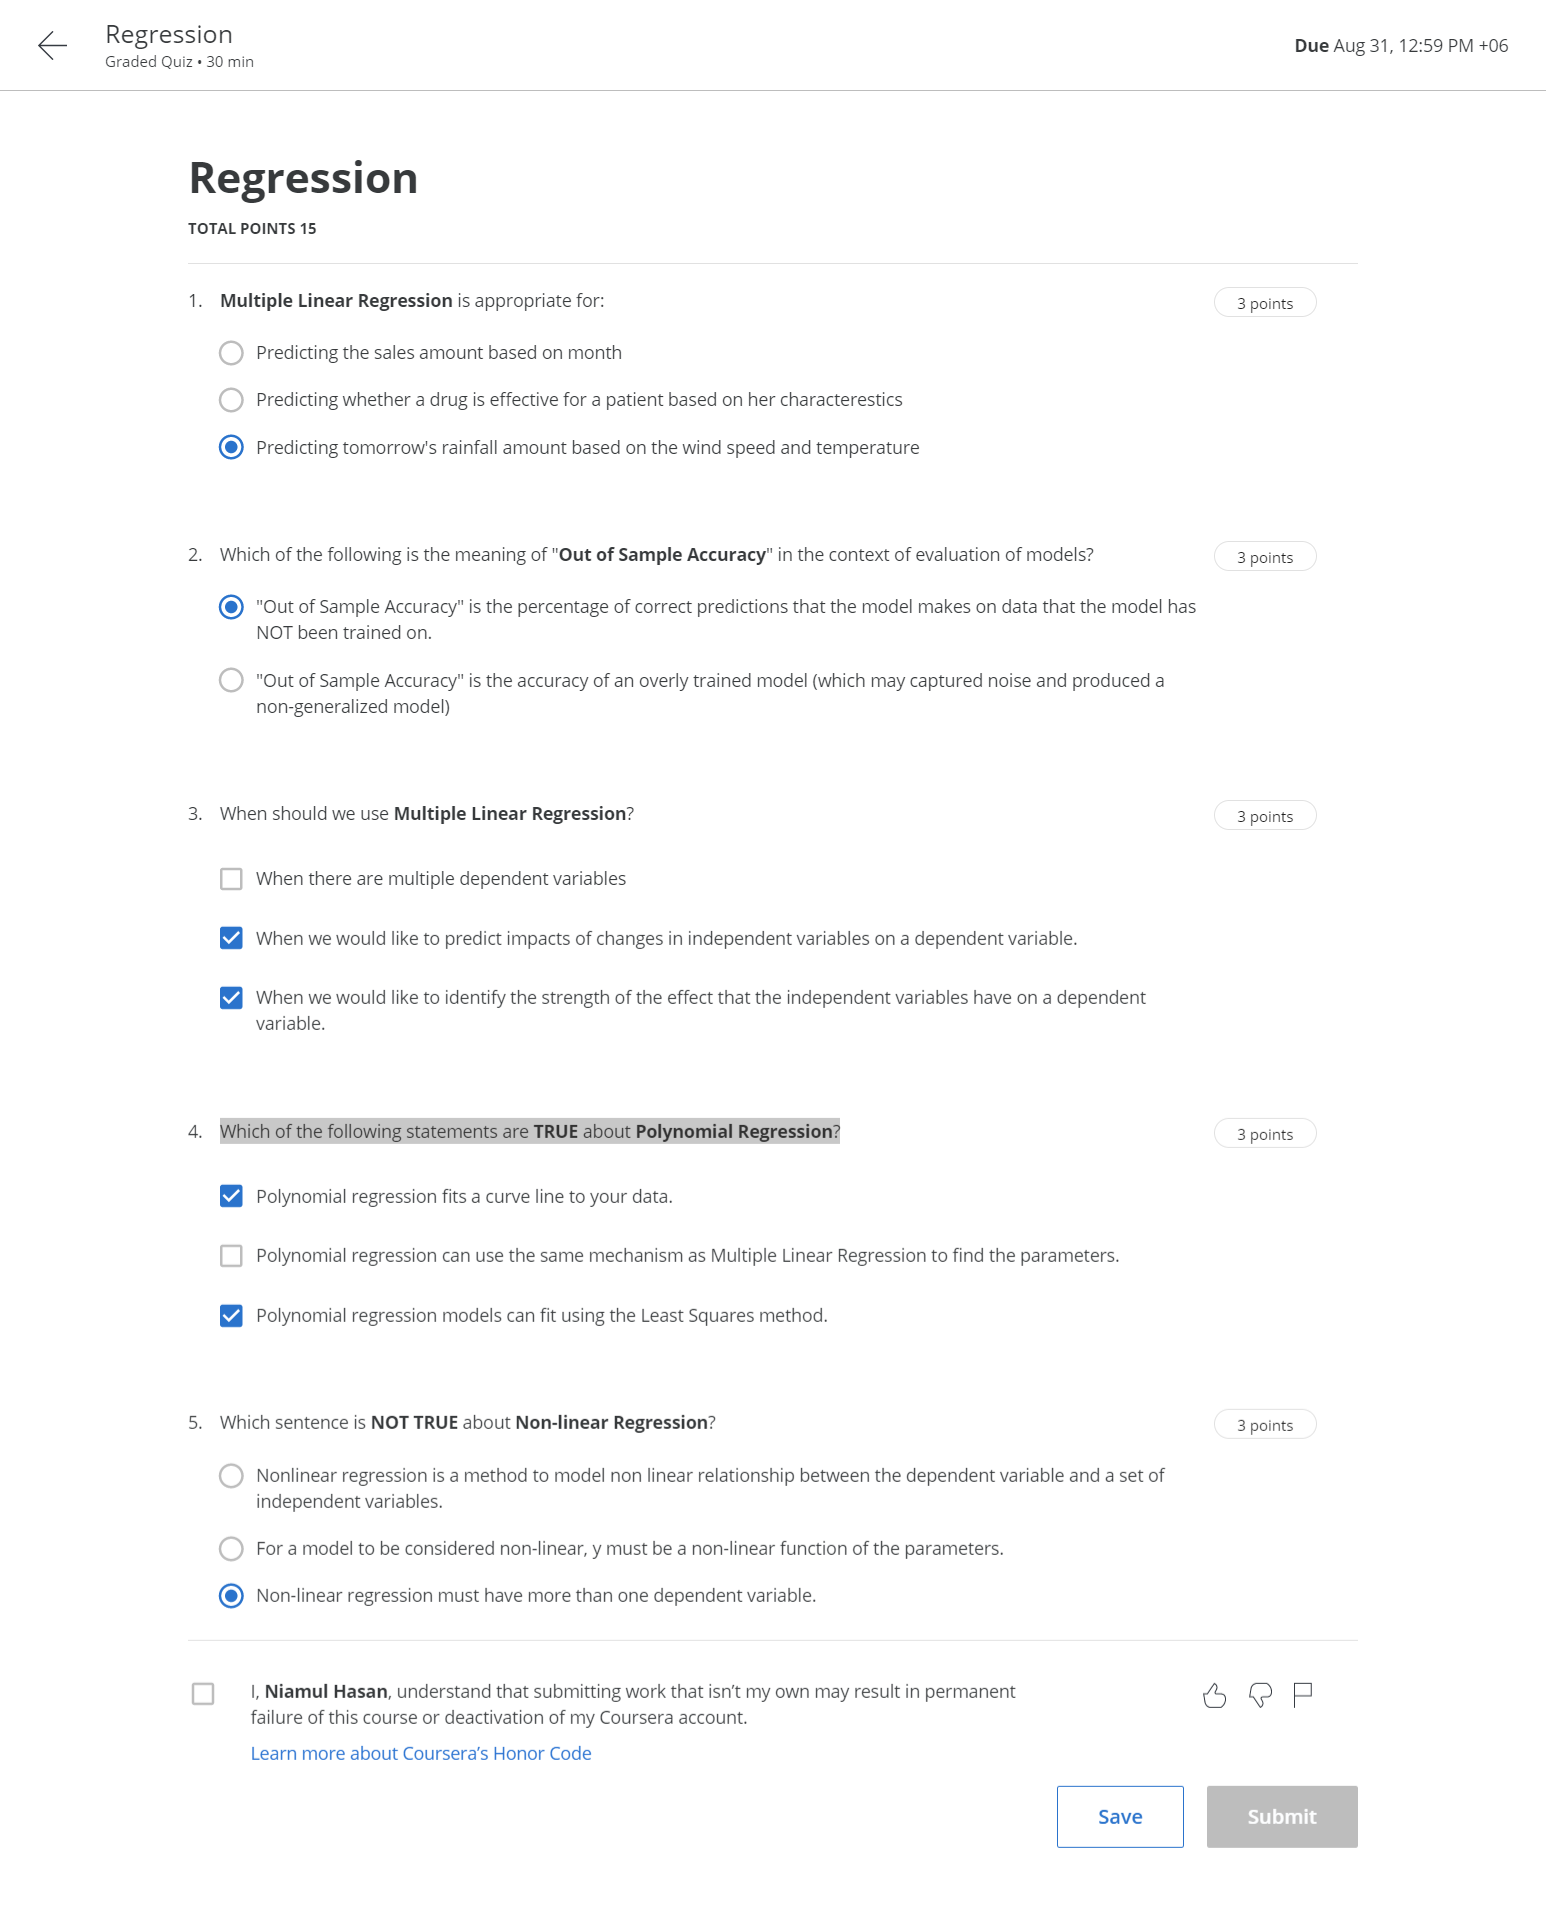 Regression
Graded Quiz • 30 min
Due Aug 31, 12:59 PM +06
Regression
TOTAL POINTS 15
1. Multiple Linear Regression is appropriate for:
3 points
Predicting the sales amount based on month
Predicting whether a drug is effective for a patient based on her characterestics
Predicting tomorrow's rainfall amount based on the wind speed and temperature
2. Which of the following is the meaning of "Out of Sample Accuracy" in the context of evaluation of models?
3 points
"Out of Sample Accuracy" is the percentage of correct predictions that the model makes on data that the model has
NOT been trained on.
"Out of Sample Accuracy" is the accuracy of an overly trained model (which may captured noise and produced a
non-generalized model)
3. When should we use Multiple Linear Regression?
3 points
When there are multiple dependent variables
When we would like to predict impacts of changes in independent variables on a dependent variable.
When we would like to identify the strength of the effect that the independent variables have on a dependent
variable.
4. Which of the following statements are TRUE about Polynomial Regression?
3 points
Polynomial regression fits a curve line to your data.
Polynomial regression can use the same mechanism as Multiple Linear Regression to find the parameters.
Polynomial regression models can fit using the Least Squares method.
5. Which sentence is NOT TRUE about Non-linear Regression?
3 points
Nonlinear regression is a method to model non linear relationship between the dependent variable and a set of
independent variables.
For a model to be considered non-linear, y must be a non-linear function of the parameters.
Non-linear regression must have more than one dependent variable.
I, Niamul Hasan, understand that submitting work that isn’t my own may result in permanent
failure of this course or deactivation of my Coursera account.
Learn more about Coursera’s Honor Code
Save
Submit